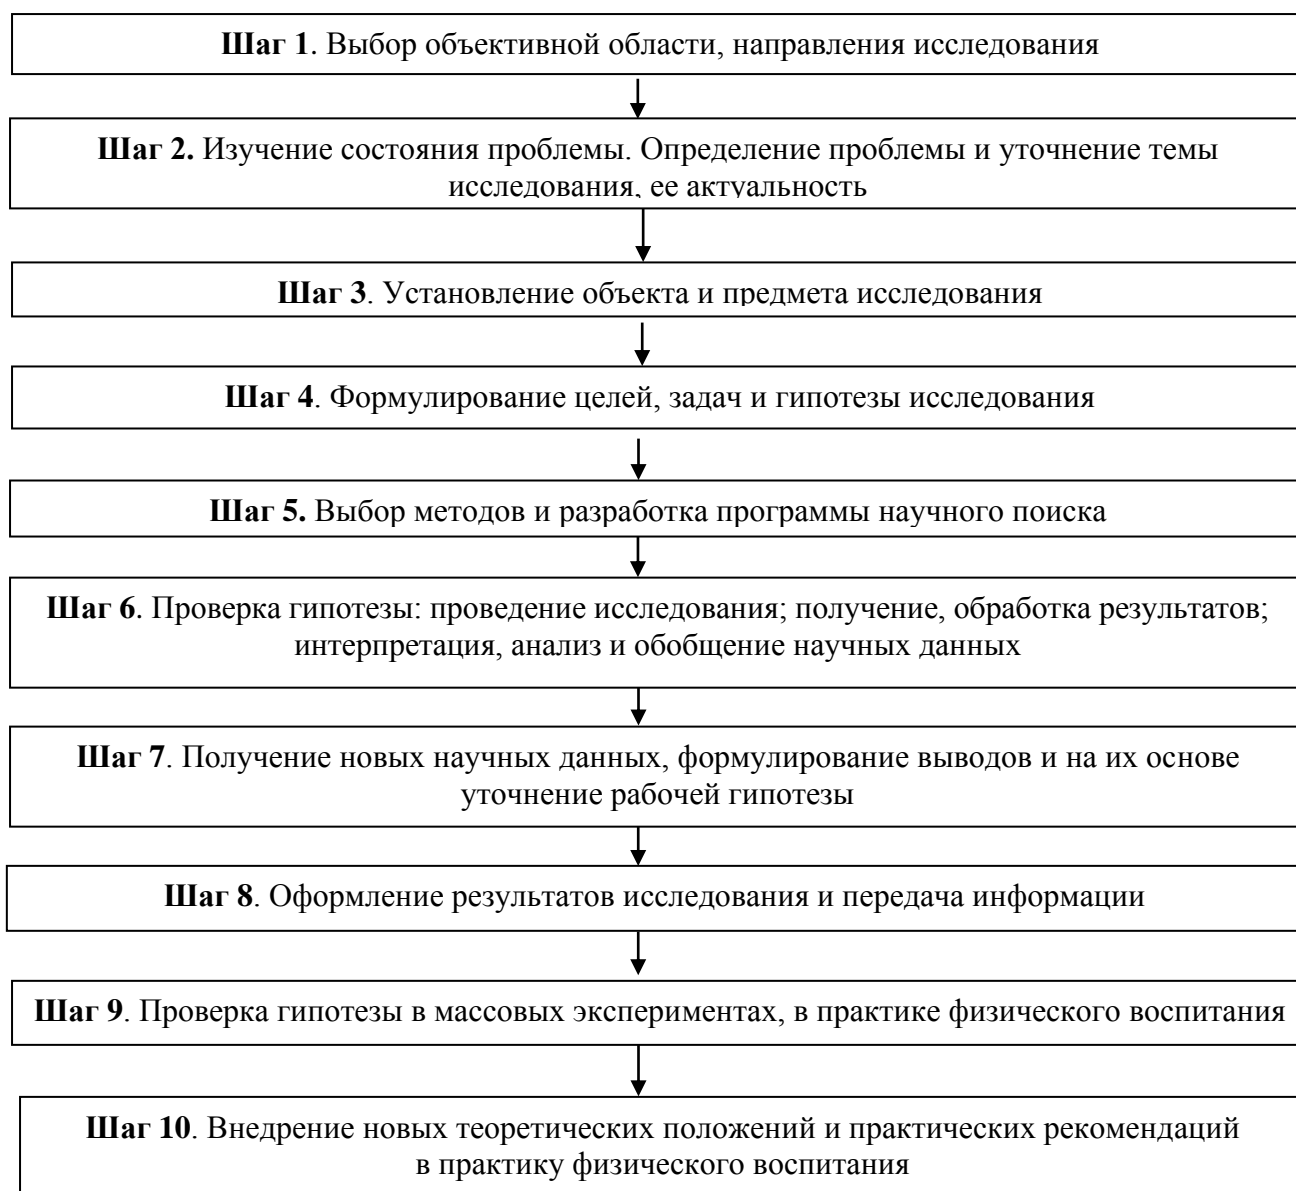 Шаг 1. Выбор объективной области, направления исследования
Шаг 2. Изучение состояния проблемы. Определение проблемы и уточнение темы
исследования, ее актуальность
Шаг 3. Установление объекта и предмета исследования
Шаг 4. Формулирование целей, задач и гипотезы исследования
Шаг 5. Выбор методов и разработка программы научного поиска
Шаг 6. Проверка гипотезы: проведение исследования; получение, обработка результатов;
интерпретация, анализ и обобщение научных данных
Шаг 7. Получение новых научных данных, формулирование выводов и на их основе
уточнение рабочей гипотезы
Шаг 8. Оформление результатов исследования и передача информации
Шаг 9. Проверка гипотезы в массовых экспериментах, в практике физического воспитания
Шаг 10. Внедрение новых теоретических положений и практических рекомендаций
в практику физического воспитания